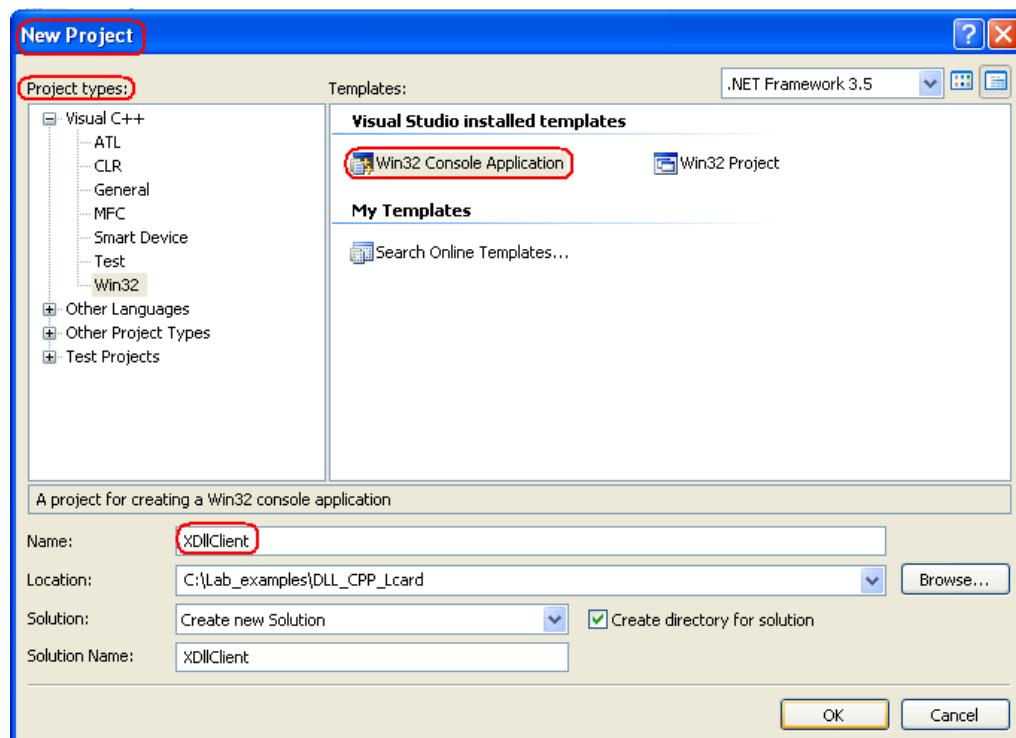 New Project
Project types:
Templates:
.NET Framework 3.5
Visual C++
ATL
CLR
General
MFC
Smart Device
Test
Win32
Other Languages
Other Project Types
Test Projects
Visual Studio installed templates
Win32 Console Application
Win32 Project
My Templates
Search Online Templates...
A project for creating a Win32 console application
Name:
XDllClient
Location:
C:\Lab_examples\DLL_CPP_Lcard
Browse...
Solution:
Create new Solution
Create directory for solution
Solution Name:
XDllClient
OK
Cancel